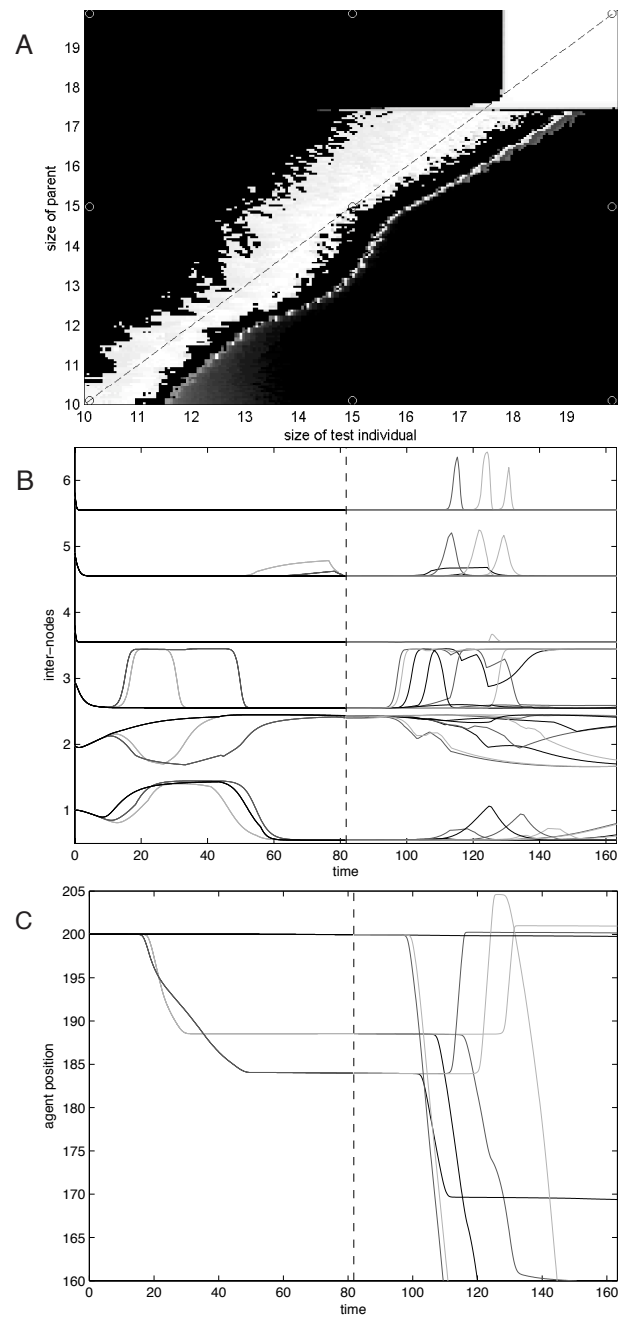 A
19
18
17
16
15
14
13
12
11
10
size of parent
10 11 12 13 14 15 16 17 18 19
size of test individual
B
6
5
4
3
2
1
inter-nodes
0 20 40 60 80 100 120 140 160
time
C
205
200
195
190
185
180
175
170
165
160
agent position
0 20 40 60 80 100 120 140 160
time